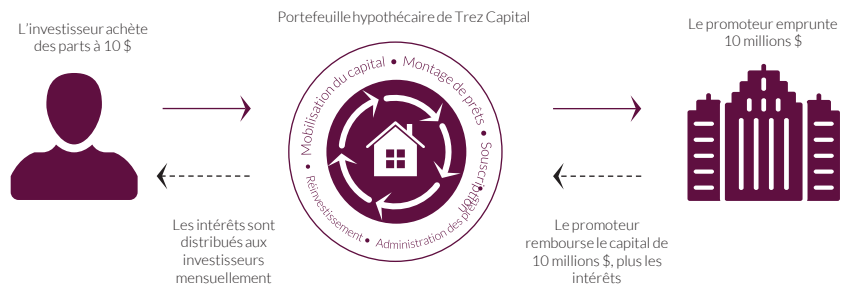 Portefeuille hypothécaire de Trez Capital
L’investisseur achète
des parts à 10 $
Le promoteur emprunte
10 millions $
Mobilisation du capital • Montage de prêts • Souscription • Administration des prêts • Réinvestissement •
Les intérêts sont
distribués aux
investisseurs
mensuellement
Le promoteur
rembourse le capital de
10 millions $, plus les
intérêts